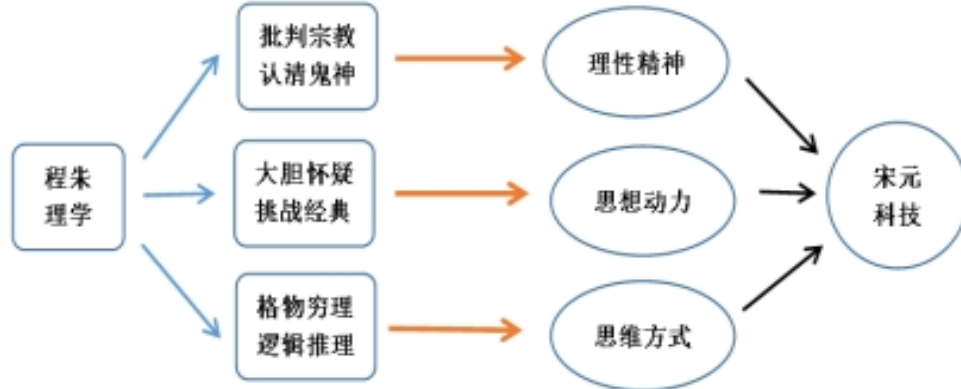 批判宗教
认清鬼神
理性精神
程朱
理学
大胆怀疑
挑战经典
思想动力
宋元
科技
格物穷理
逻辑推理
思维方式